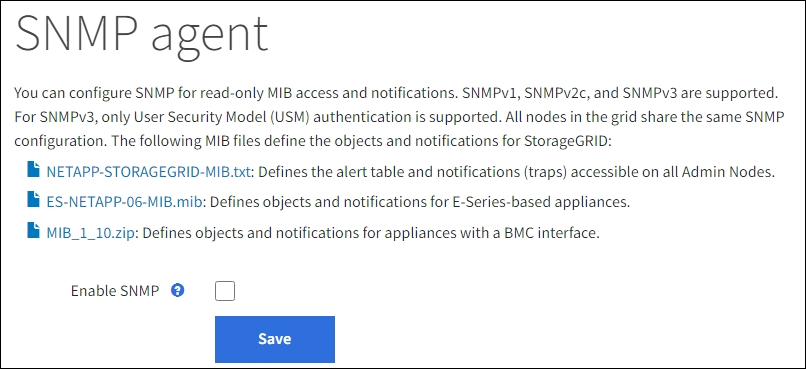 SNMP agent
You can configure SNMP for read-only MIB access and notifications. SNMPv1, SNMPv2c, and SNMPv3 are supported.
For SNMPv3, only User Security Model (USM) authentication is supported. All nodes in the grid share the same SNMP
configuration. The following MIB files define the objects and notifications for StorageGRID:
NETAPP-STORAGEGRID-MIB.txt: Defines the alert table and notifications (traps) accessible on all Admin Nodes.
ES-NETAPP-06-MIB.mib: Defines objects and notifications for E-Series-based appliances.
MIB_1_10.zip: Defines objects and notifications for appliances with a BMC interface.
Enable SNMP ?
Save